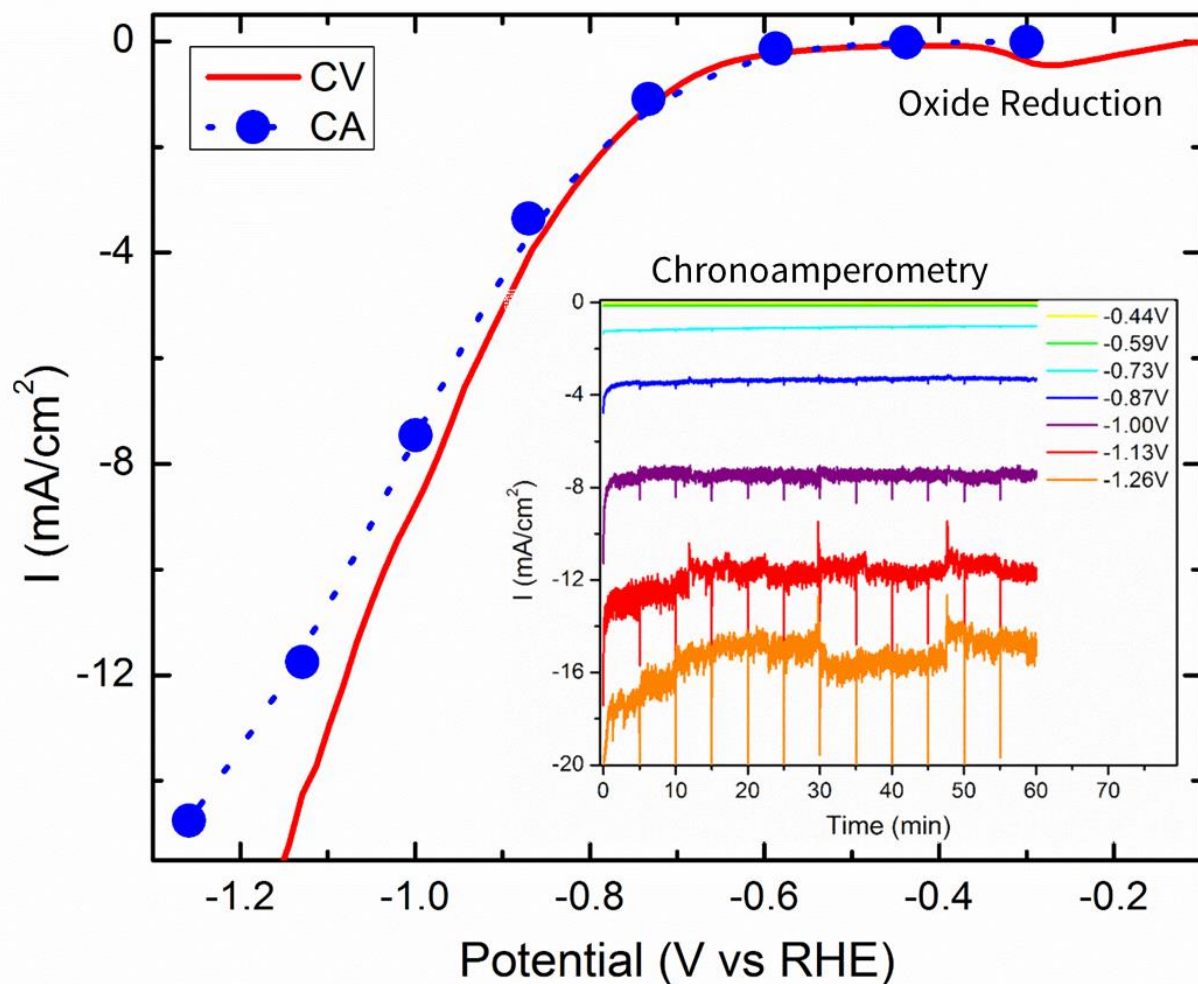 0
CV
CA
Oxide Reduction
-4
Chronoamperometry
0
-0.44V
-0.59V
-0.73V
-4
-0.87V
-1.00V
-1.13V
-8
-1.26V
I (mA/cm²)
-8
I (mA/cm²)
-12
-12
-16
-20
0 10 20 30 40 50 60 70
Time (min)
-1.2 -1.0 -0.8 -0.6 -0.4 -0.2
Potential (V vs RHE)